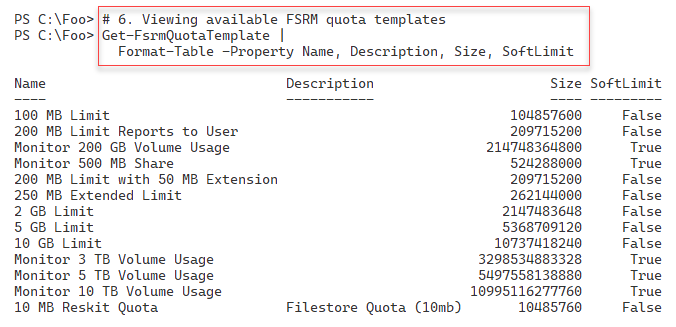 PS C:\Foo> # 6. Viewing available FSRM quota templates
PS C:\Foo> Get-FsrmQuotaTemplate |
Format-Table -Property Name, Description, Size, SoftLimit
Name Description Size SoftLimit
---- ----------- ---- ---------
100 MB Limit 104857600 False
200 MB Limit Reports to User 209715200 False
Monitor 200 GB Volume Usage 214748364800 True
Monitor 500 MB Share 524288000 True
200 MB Limit with 50 MB Extension 209715200 False
250 MB Extended Limit 262144000 False
2 GB Limit 2147483648 False
5 GB Limit 5368709120 False
10 GB Limit 10737418240 False
Monitor 3 TB Volume Usage 3298534883328 True
Monitor 5 TB Volume Usage 5497558138880 True
Monitor 10 TB Volume Usage 10995116277760 True
10 MB Reskit Quota Filestore Quota (10mb) 10485760 False